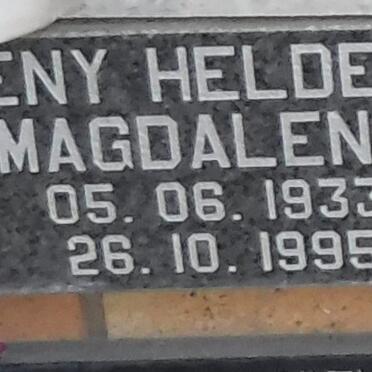 ENY HELDE
MAGDALEN
05. 06. 1933
26. 10. 1995